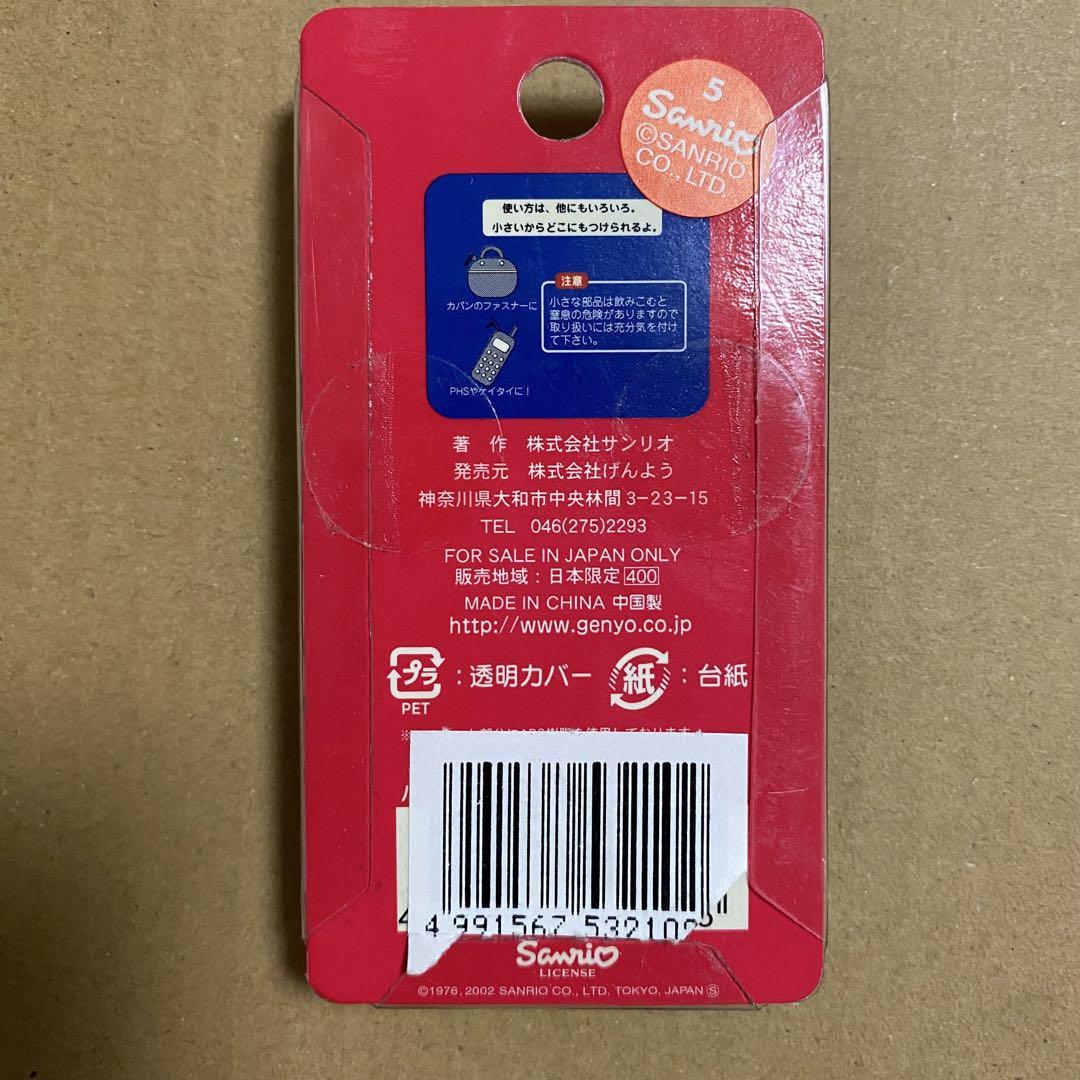 5
Sanrio
©SANRIO
CO., LTD.
使い方は、他にもいろいろ。
小さいからどこにもつけられるよ。
カバンのファスナーに
注意
小さな部品は飲みこむと
窒息の危険がありますので
取り扱いには充分気を付け
て下さい。
PHSやケイタイに!
著 作 株式会社サンリオ
発売元 株式会社げんよう
神奈川県大和市中央林間3-23-15
TEL 046(275)2293
FOR SALE IN JAPAN ONLY
販売地域:日本限定 400
MADE IN CHINA 中国製
http://www.genyo.co.jp
プラ
PET
:透明カバー
紙
:台紙
4 991567 53210
Sanrio
LICENSE
©1976, 2002 SANRIO CO., LTD. TOKYO, JAPAN Ⓢ